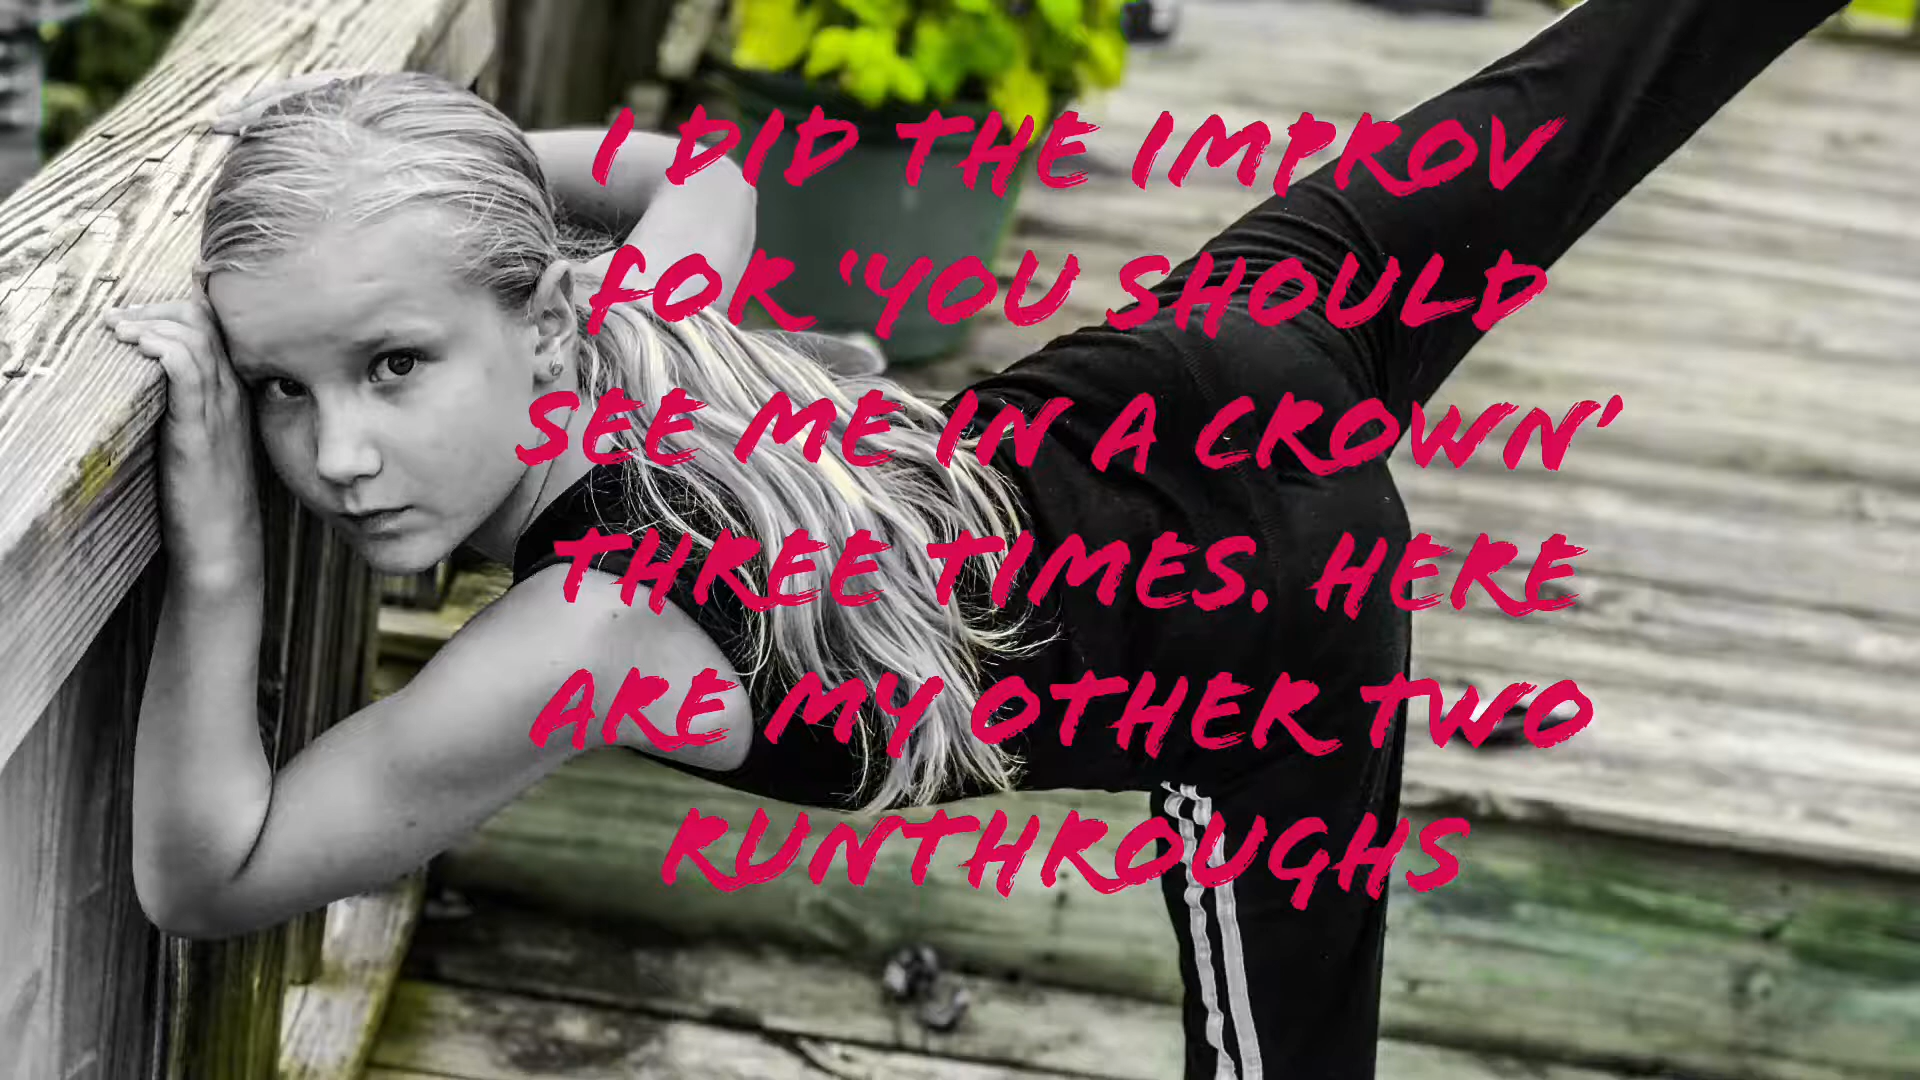 I DID THE IMPROV
FOR 'YOU SHOULD
SEE ME IN A CROWN'
THREE TIMES. HERE
ARE MY OTHER TWO
RUNTHROUGHS